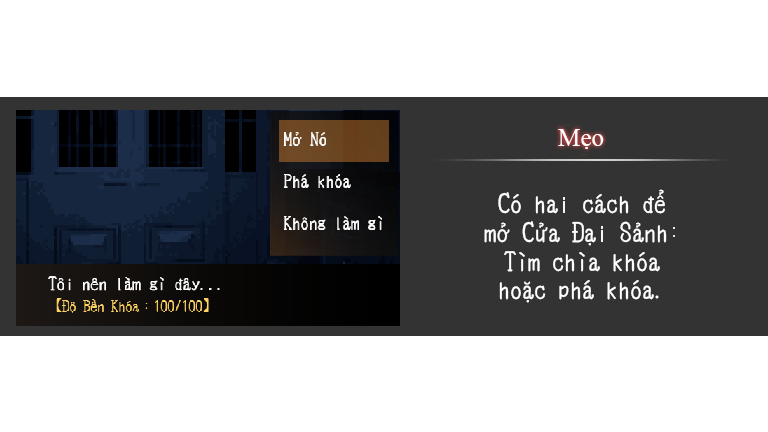 Mở Nó
Phá khóa
Không làm gì
Tôi nên làm gì đây...
【Độ Bền Khóa : 100/100】
Mẹo
Có hai cách để
mở Cửa Đại Sảnh:
Tìm chìa khóa
hoặc phá khóa.